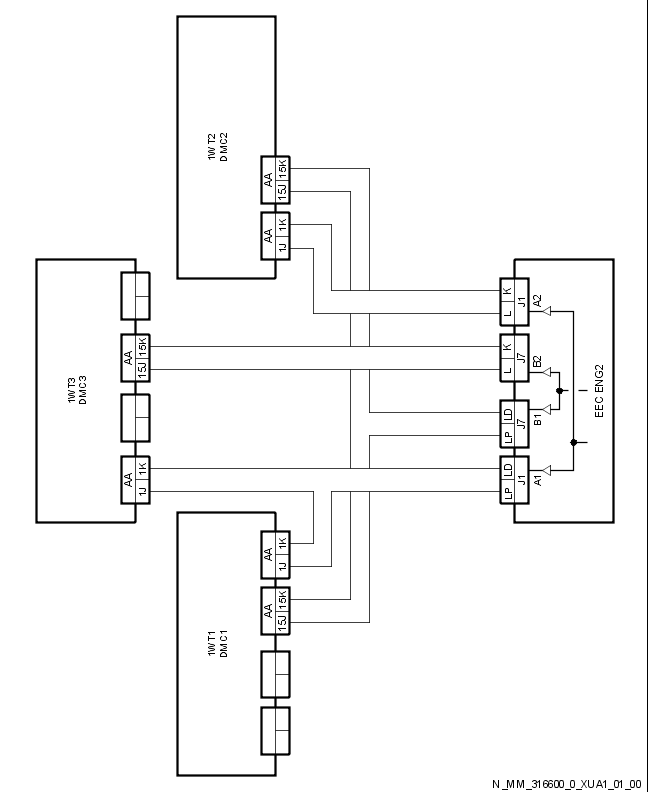 1WT2
DMC2
AA
15J 15K
AA
1J 1K
1WT3
DMC3
AA
15J 15K
AA
1J 1K
1WT1
DMC1
AA
1J 1K
AA
15J 15K
EEC ENG2
L K
J1
A2
L K
J7
B2
LP LD
J7
B1
LP LD
J1
A1
N_MM_316600_0_XUA1_01_00